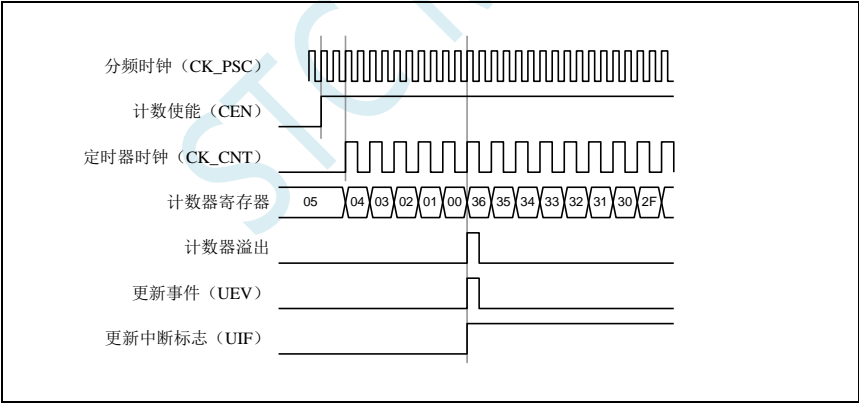 分频时钟（CK_PSC）
计数使能（CEN）
定时器时钟（CK_CNT）
计数器寄存器 05 04 03 02 01 00 36 35 34 33 32 31 30 2F
计数器溢出
更新事件（UEV）
更新中断标志（UIF）
STC